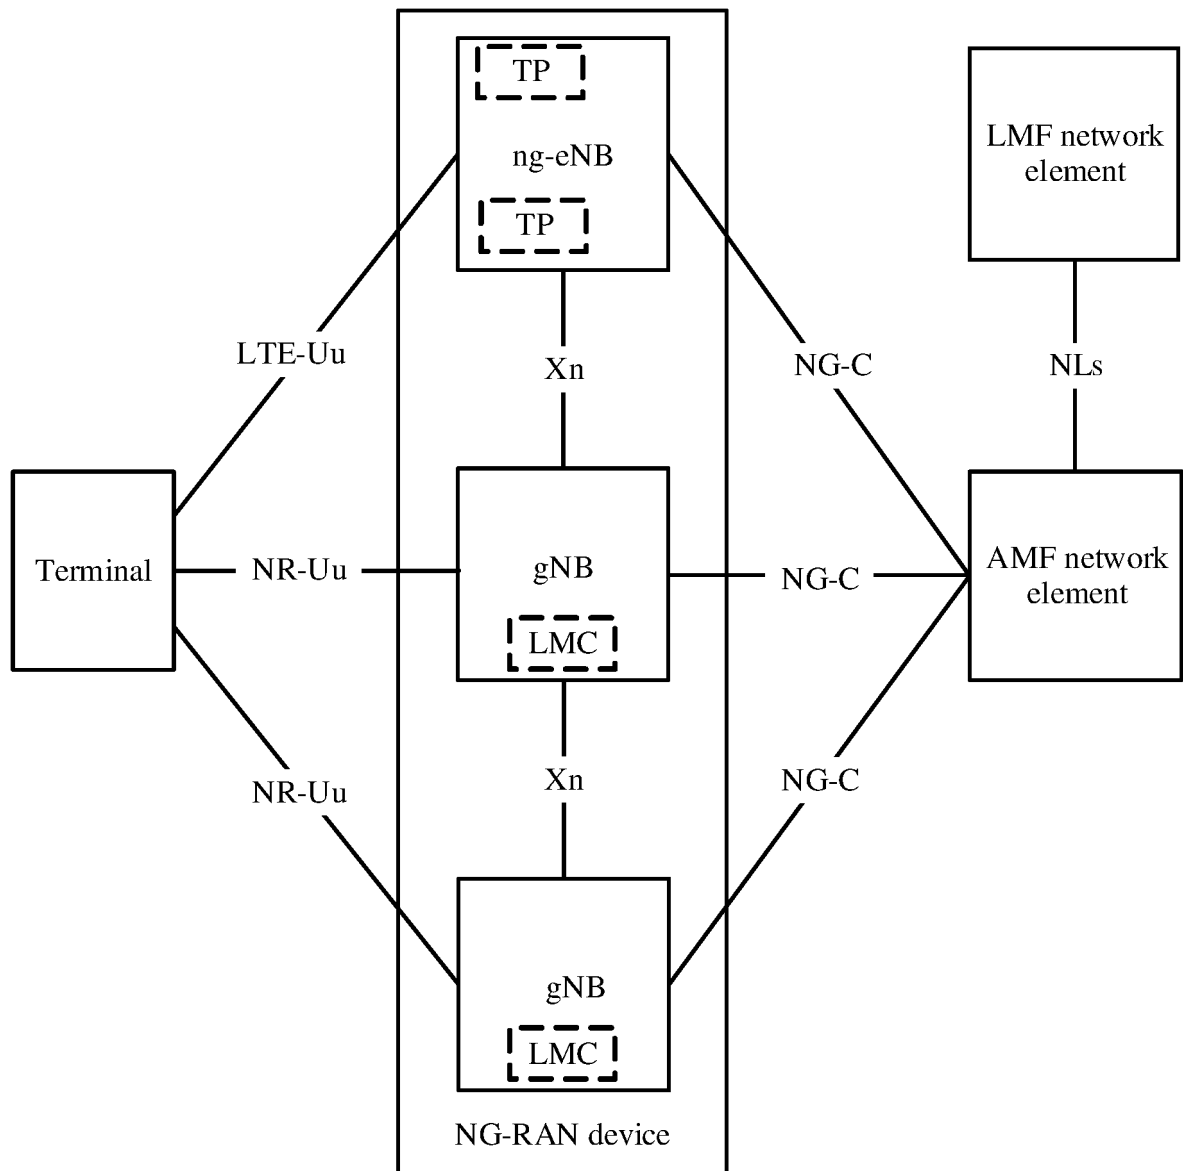 TP
ng-eNB
TP
LMF network
element
LTE-Uu
Xn
NG-C
NLs
Terminal
NR-Uu
gNB
LMC
NG-C
AMF network
element
NR-Uu
Xn
NG-C
gNB
LMC
NG-RAN device